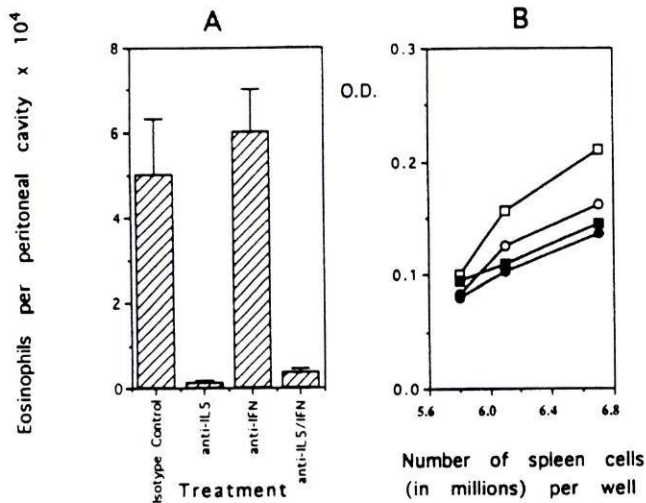 Eosinophils per peritoneal cavity x 10⁴
A
8
6
4
2
0
Isotype Control
anti-IL5
anti-IFN
anti-IL5/IFN
Treatment
B
O.D.
0.3
0.2
0.1
0.0
5.6 6.0 6.4 6.8
Number of spleen cells
(in millions) per well